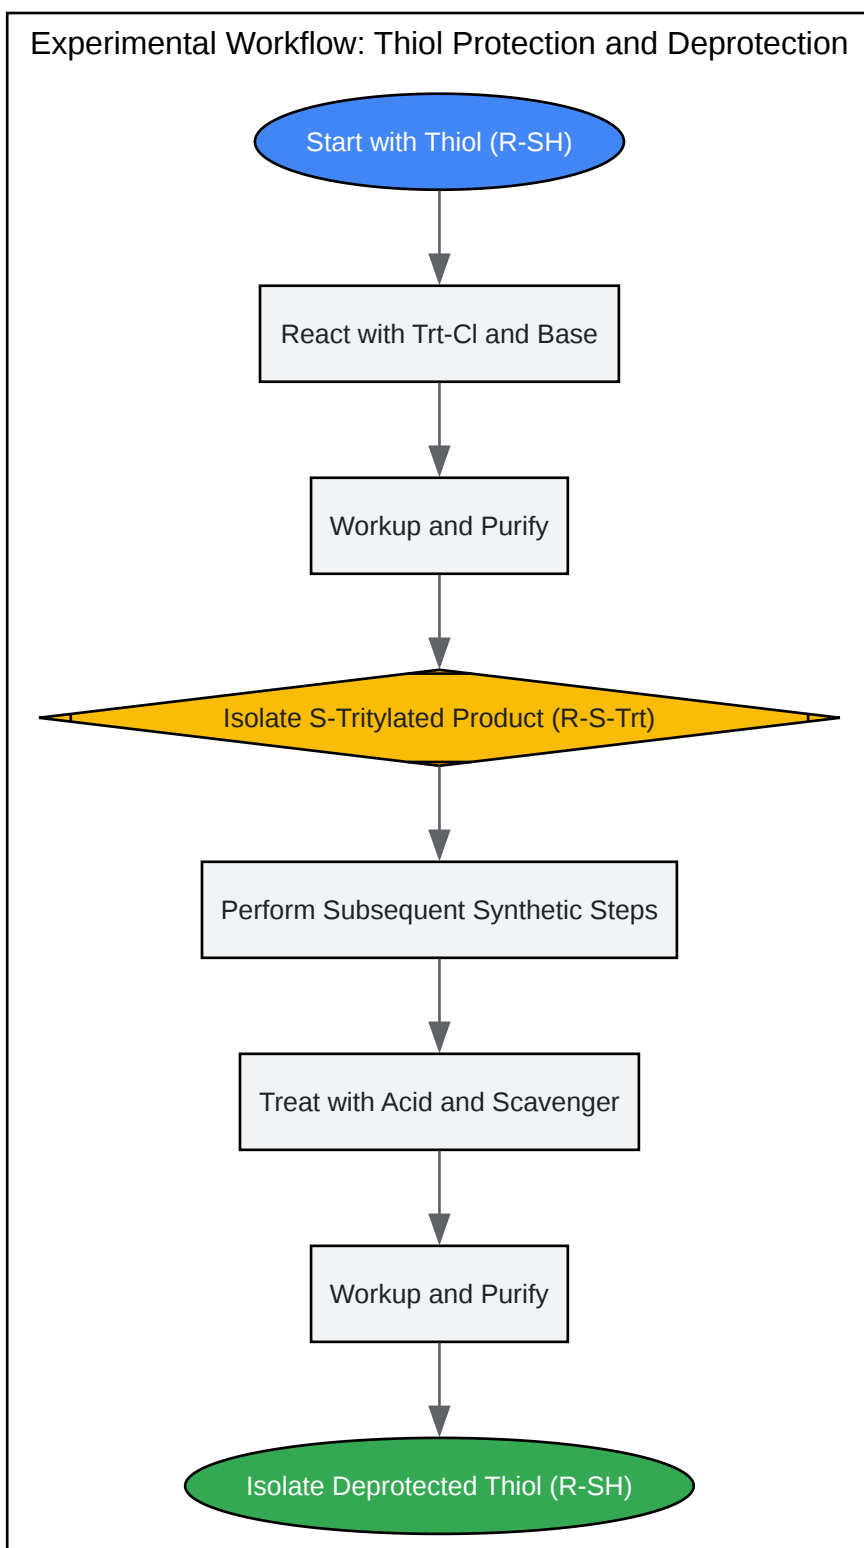 Experimental Workflow: Thiol Protection and Deprotection
Start with Thiol (R-SH)
React with Trt-Cl and Base
Workup and Purify
Isolate S-Tritylated Product (R-S-Trt)
Perform Subsequent Synthetic Steps
Treat with Acid and Scavenger
Workup and Purify
Isolate Deprotected Thiol (R-SH)